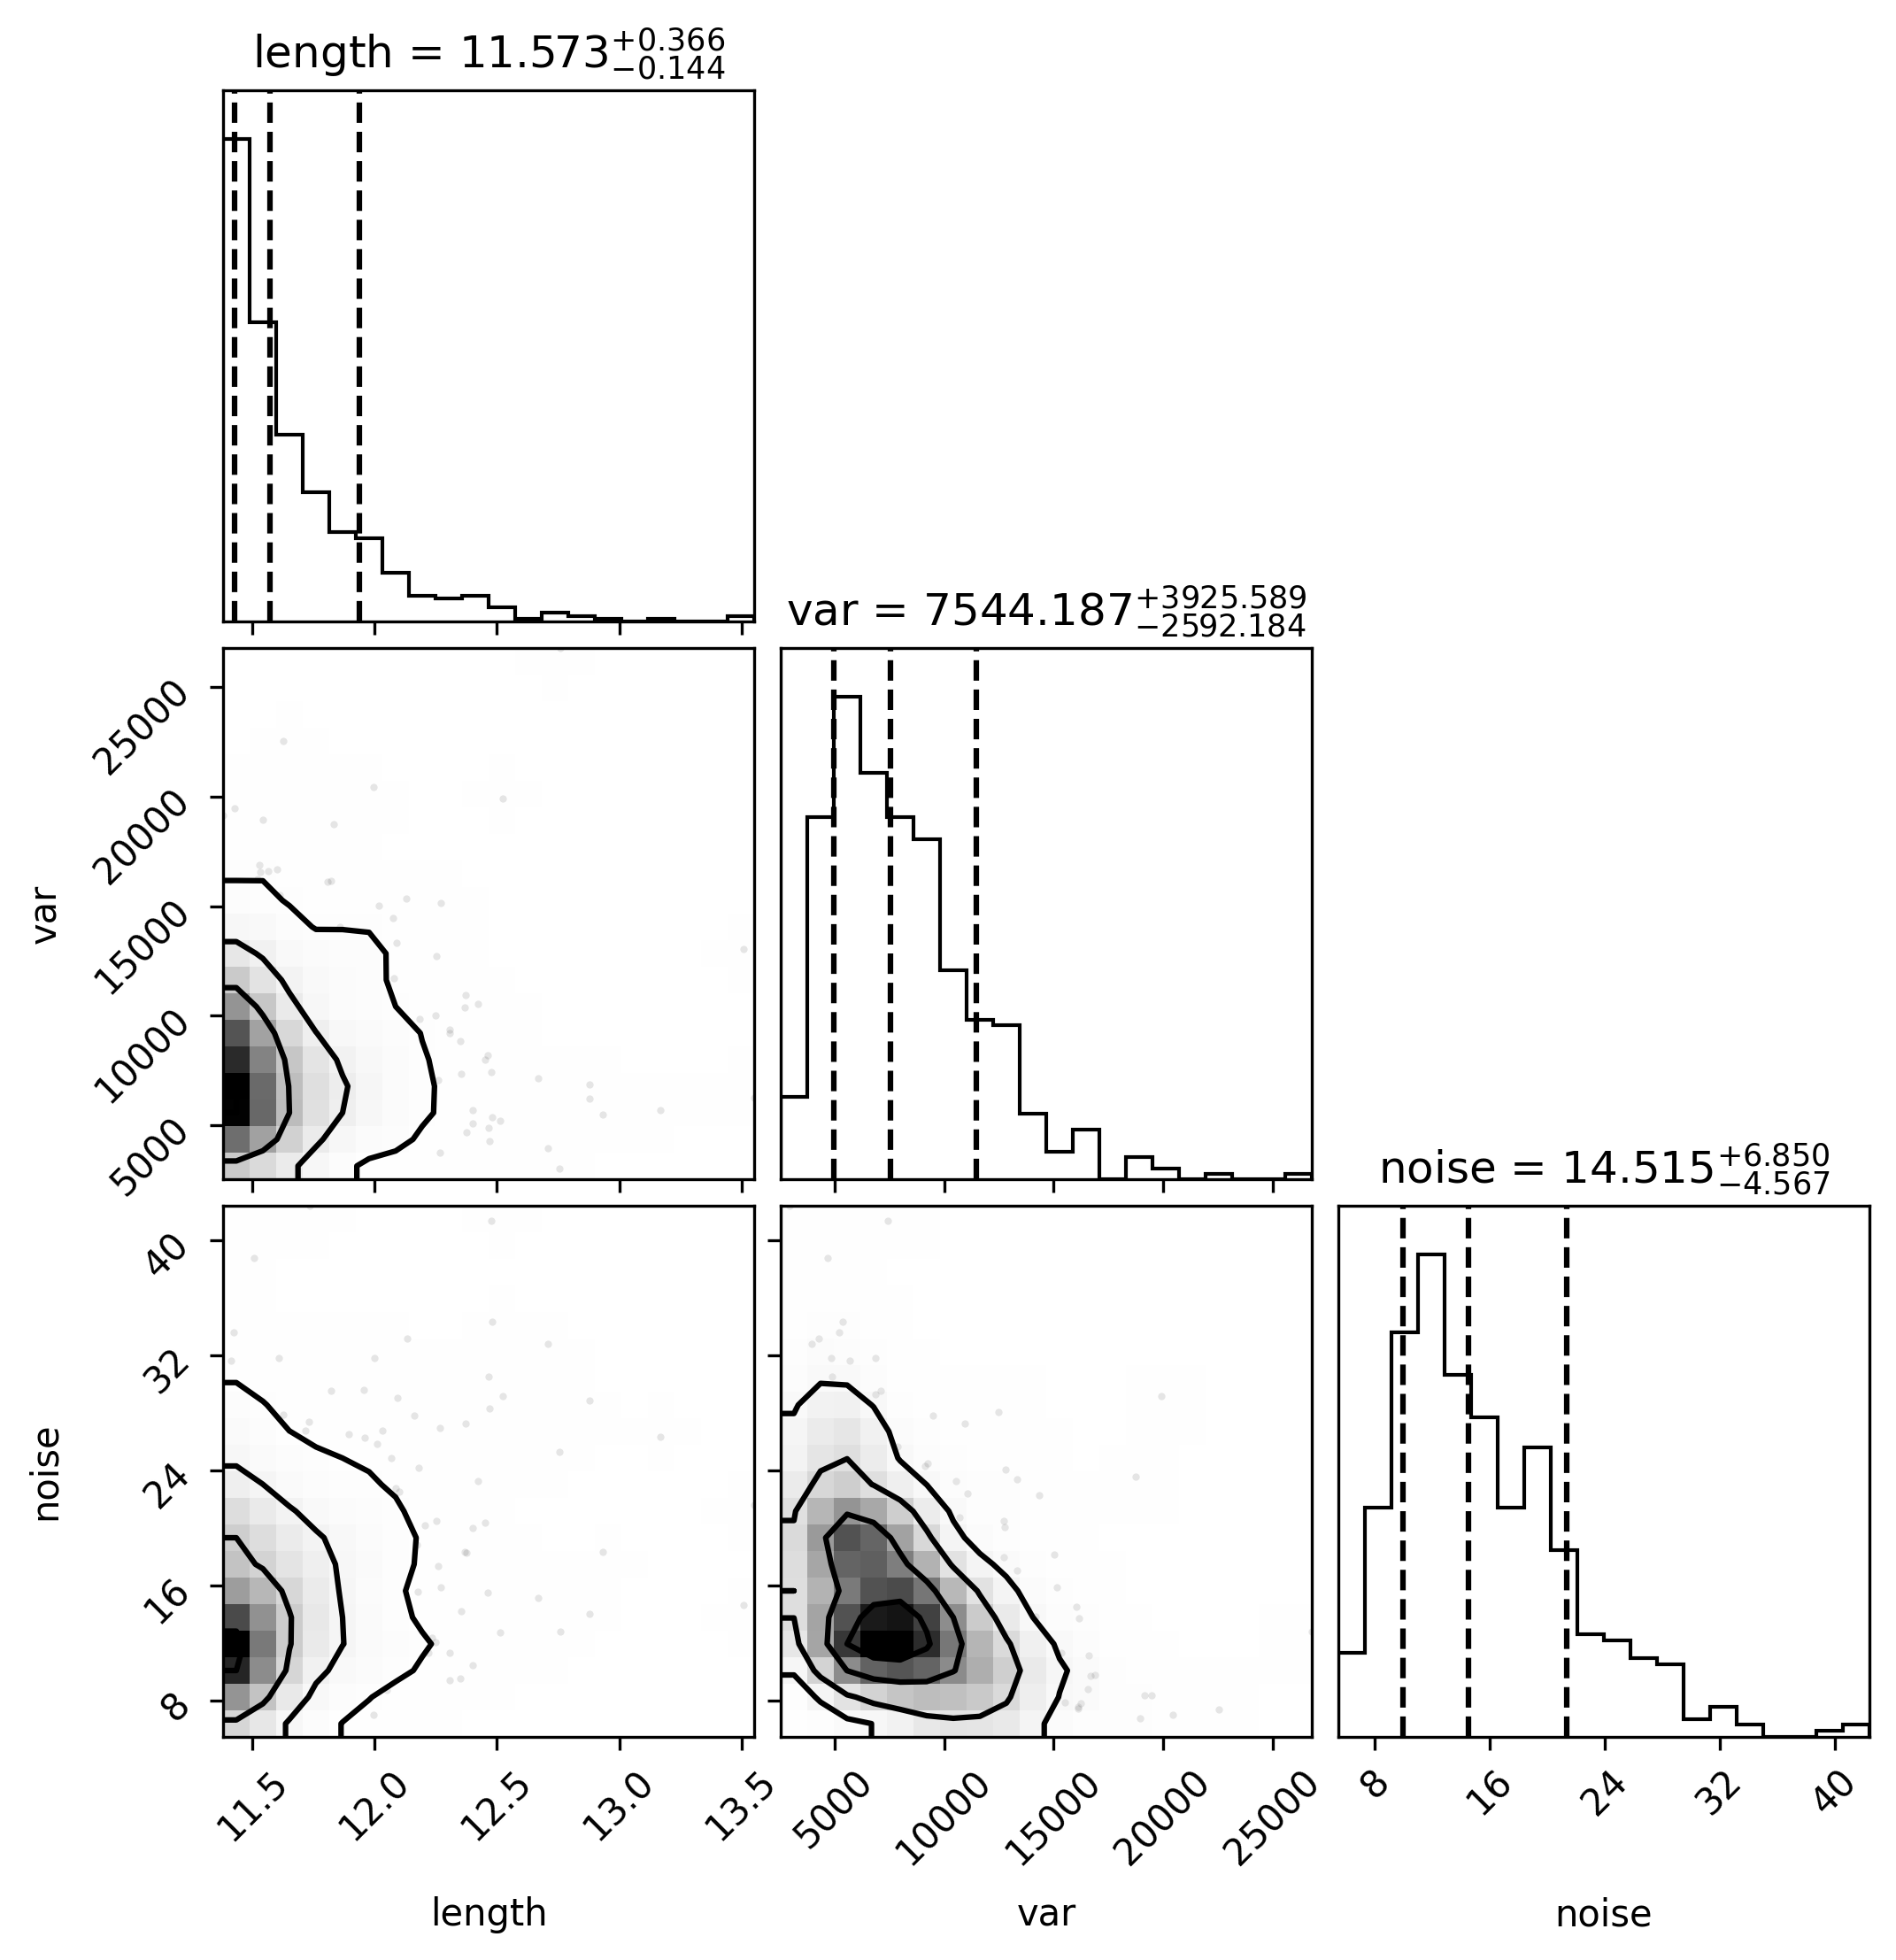 length = 11.573+0.366−0.144
var = 7544.187+3925.589−2592.184
25000
20000
15000
10000
5000
var
noise = 14.515+6.850−4.567
40
32
24
16
8
noise
11.5 12.0 12.5 13.0 13.5 5000 10000 15000 20000 25000 8 16 24 32 40
length var noise